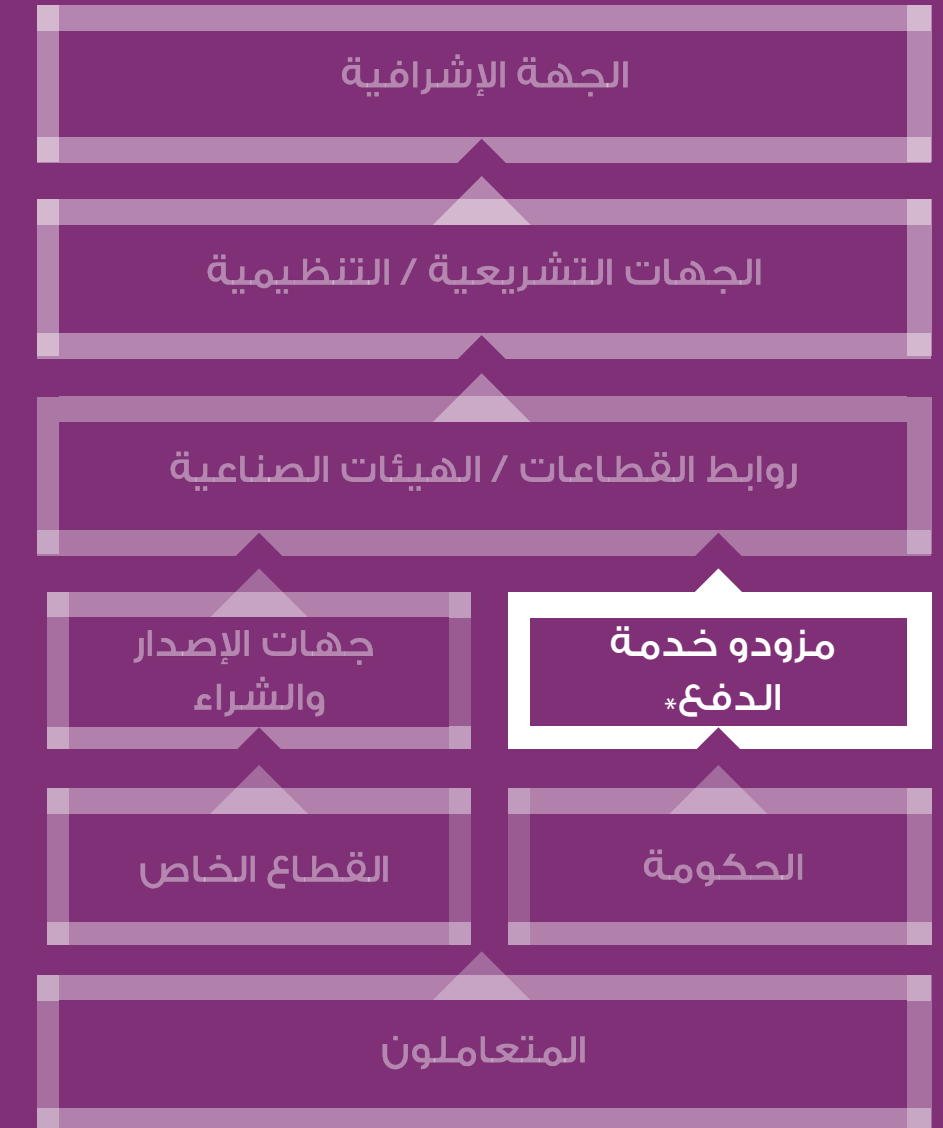 الجهة الإشرافية
الجهات التشريعية / التنظيمية
روابط القطاعات / الهيئات الصناعية
مزودو خدمة
الدفع*
جهات الإصدار
والشراء
الحكومة
القطاع الخاص
المتعاملون